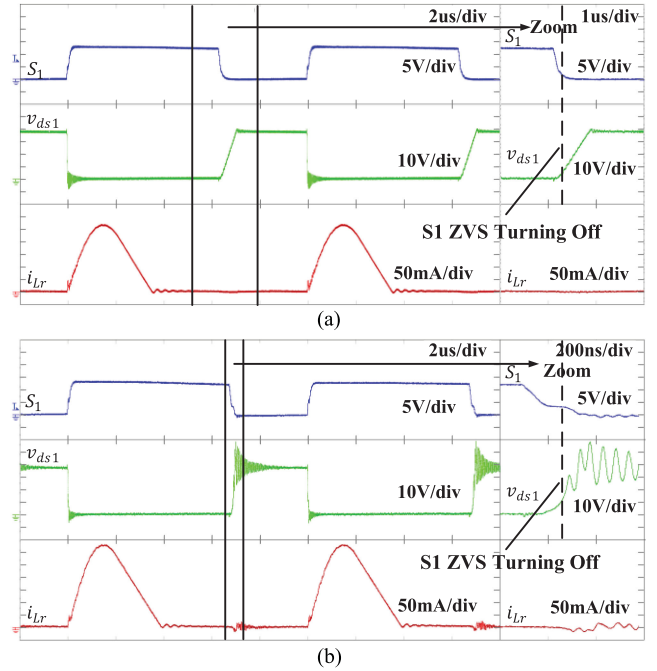 2us/div
Zoom
1us/div
S1
S1
5V/div
5V/div
vds1
10V/div
vds1
10V/div
S1 ZVS Turning Off
iLr
50mA/div
iLr
50mA/div
(a)
2us/div
200ns/div
Zoom
S1
S1
5V/div
5V/div
vds1
10V/div
vds1
10V/div
S1 ZVS Turning Off
iLr
50mA/div
iLr
50mA/div
(b)